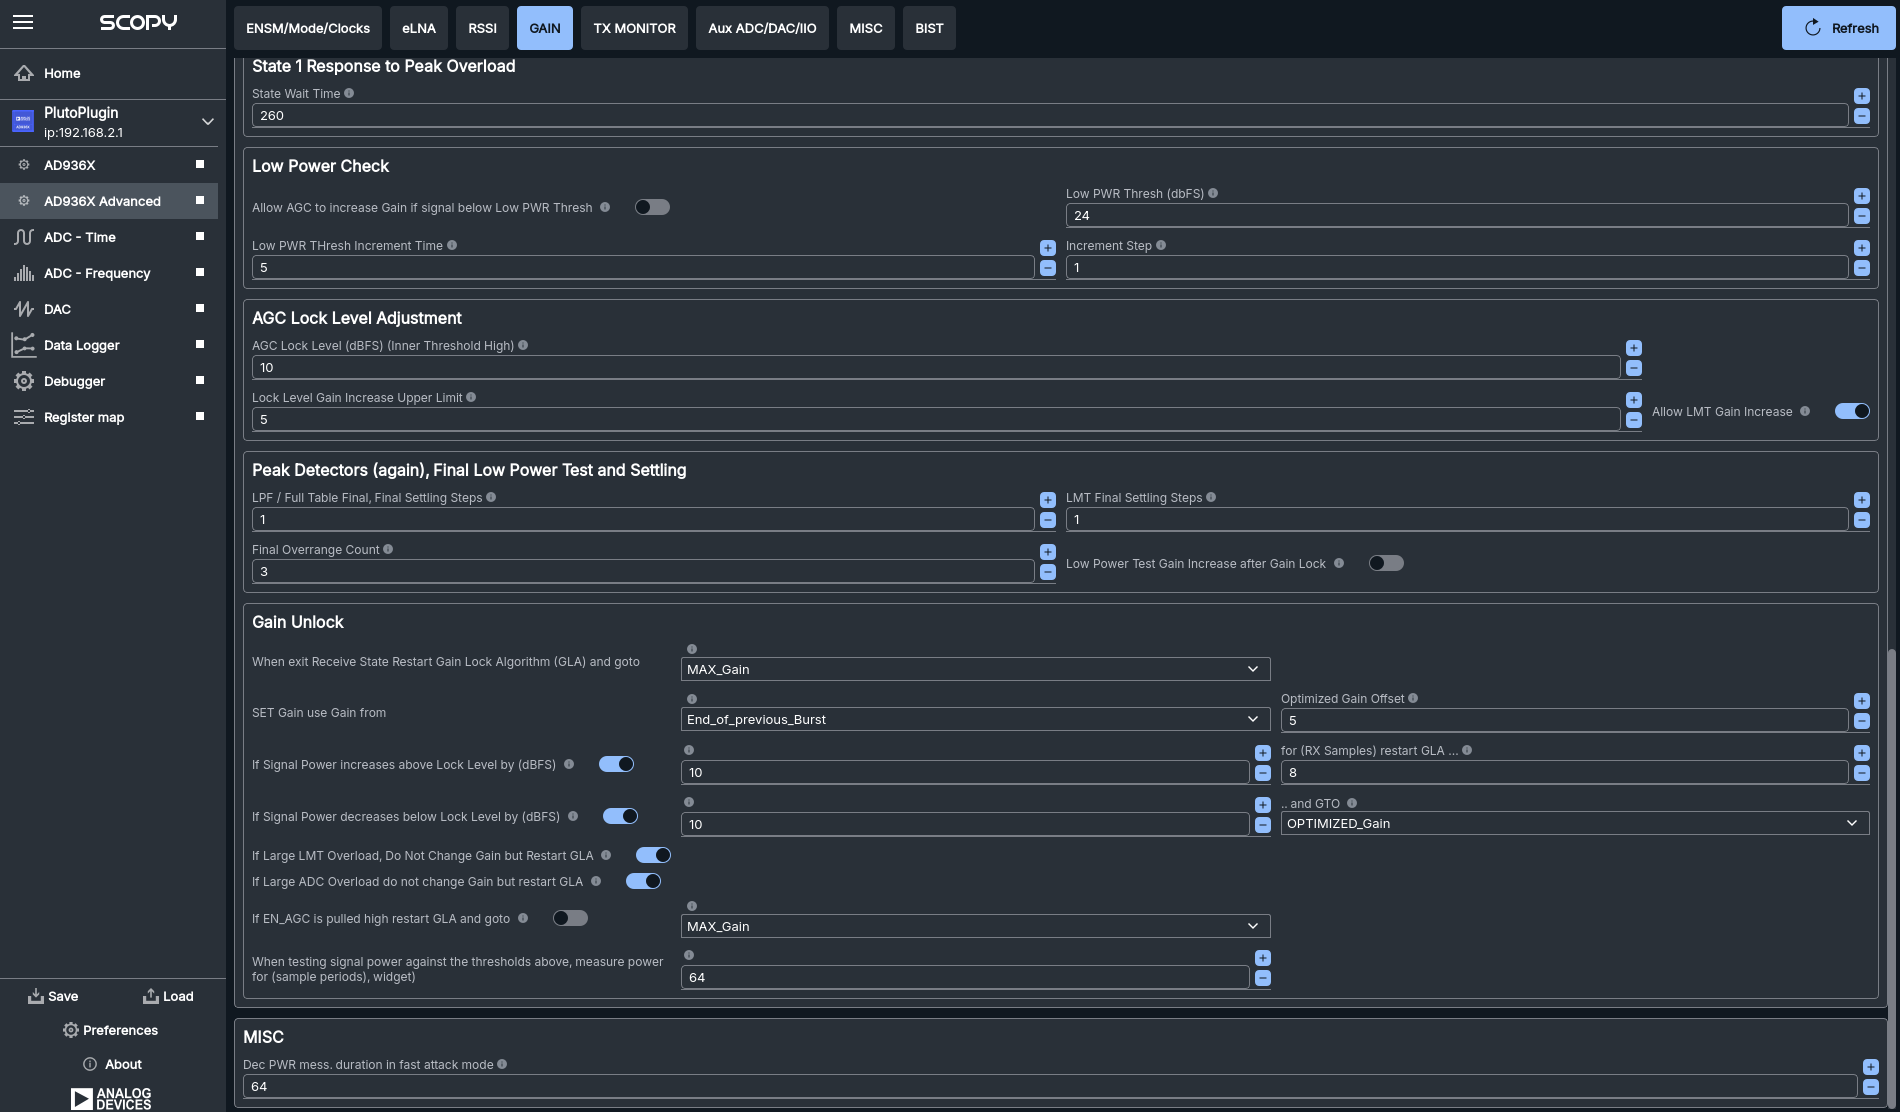 SCOPY
Home
PlutoPlugin
ip:192.168.2.1
AD936X
AD936X Advanced
ADC - Time
ADC - Frequency
DAC
Data Logger
Debugger
Register map
Save
Load
Preferences
About
ANALOG
DEVICES
ENSM/Mode/Clocks
eLNA
RSSI
GAIN
TX MONITOR
Aux ADC/DAC/IIO
MISC
BIST
Refresh
State 1 Response to Peak Overload
State Wait Time
260
Low Power Check
Allow AGC to increase Gain if signal below Low PWR Thresh
Low PWR Thresh (dbFS)
24
Low PWR THresh Increment Time
5
Increment Step
1
AGC Lock Level Adjustment
AGC Lock Level (dBFS) (Inner Threshold High)
10
Lock Level Gain Increase Upper Limit
5
Allow LMT Gain Increase
Peak Detectors (again), Final Low Power Test and Settling
LPF / Full Table Final, Final Settling Steps
1
LMT Final Settling Steps
1
Final Overrange Count
3
Low Power Test Gain Increase after Gain Lock
Gain Unlock
When exit Receive State Restart Gain Lock Algorithm (GLA) and goto
MAX_Gain
SET Gain use Gain from
End_of_previous_Burst
Optimized Gain Offset
5
If Signal Power increases above Lock Level by (dBFS)
10
for (RX Samples) restart GLA ...
8
If Signal Power decreases below Lock Level by (dBFS)
10
.. and GTO
OPTIMIZED_Gain
If Large LMT Overload, Do Not Change Gain but Restart GLA
If Large ADC Overload do not change Gain but restart GLA
If EN_AGC is pulled high restart GLA and goto
MAX_Gain
When testing signal power against the thresholds above, measure power
for (sample periods), widget)
64
MISC
Dec PWR mess. duration in fast attack mode
64